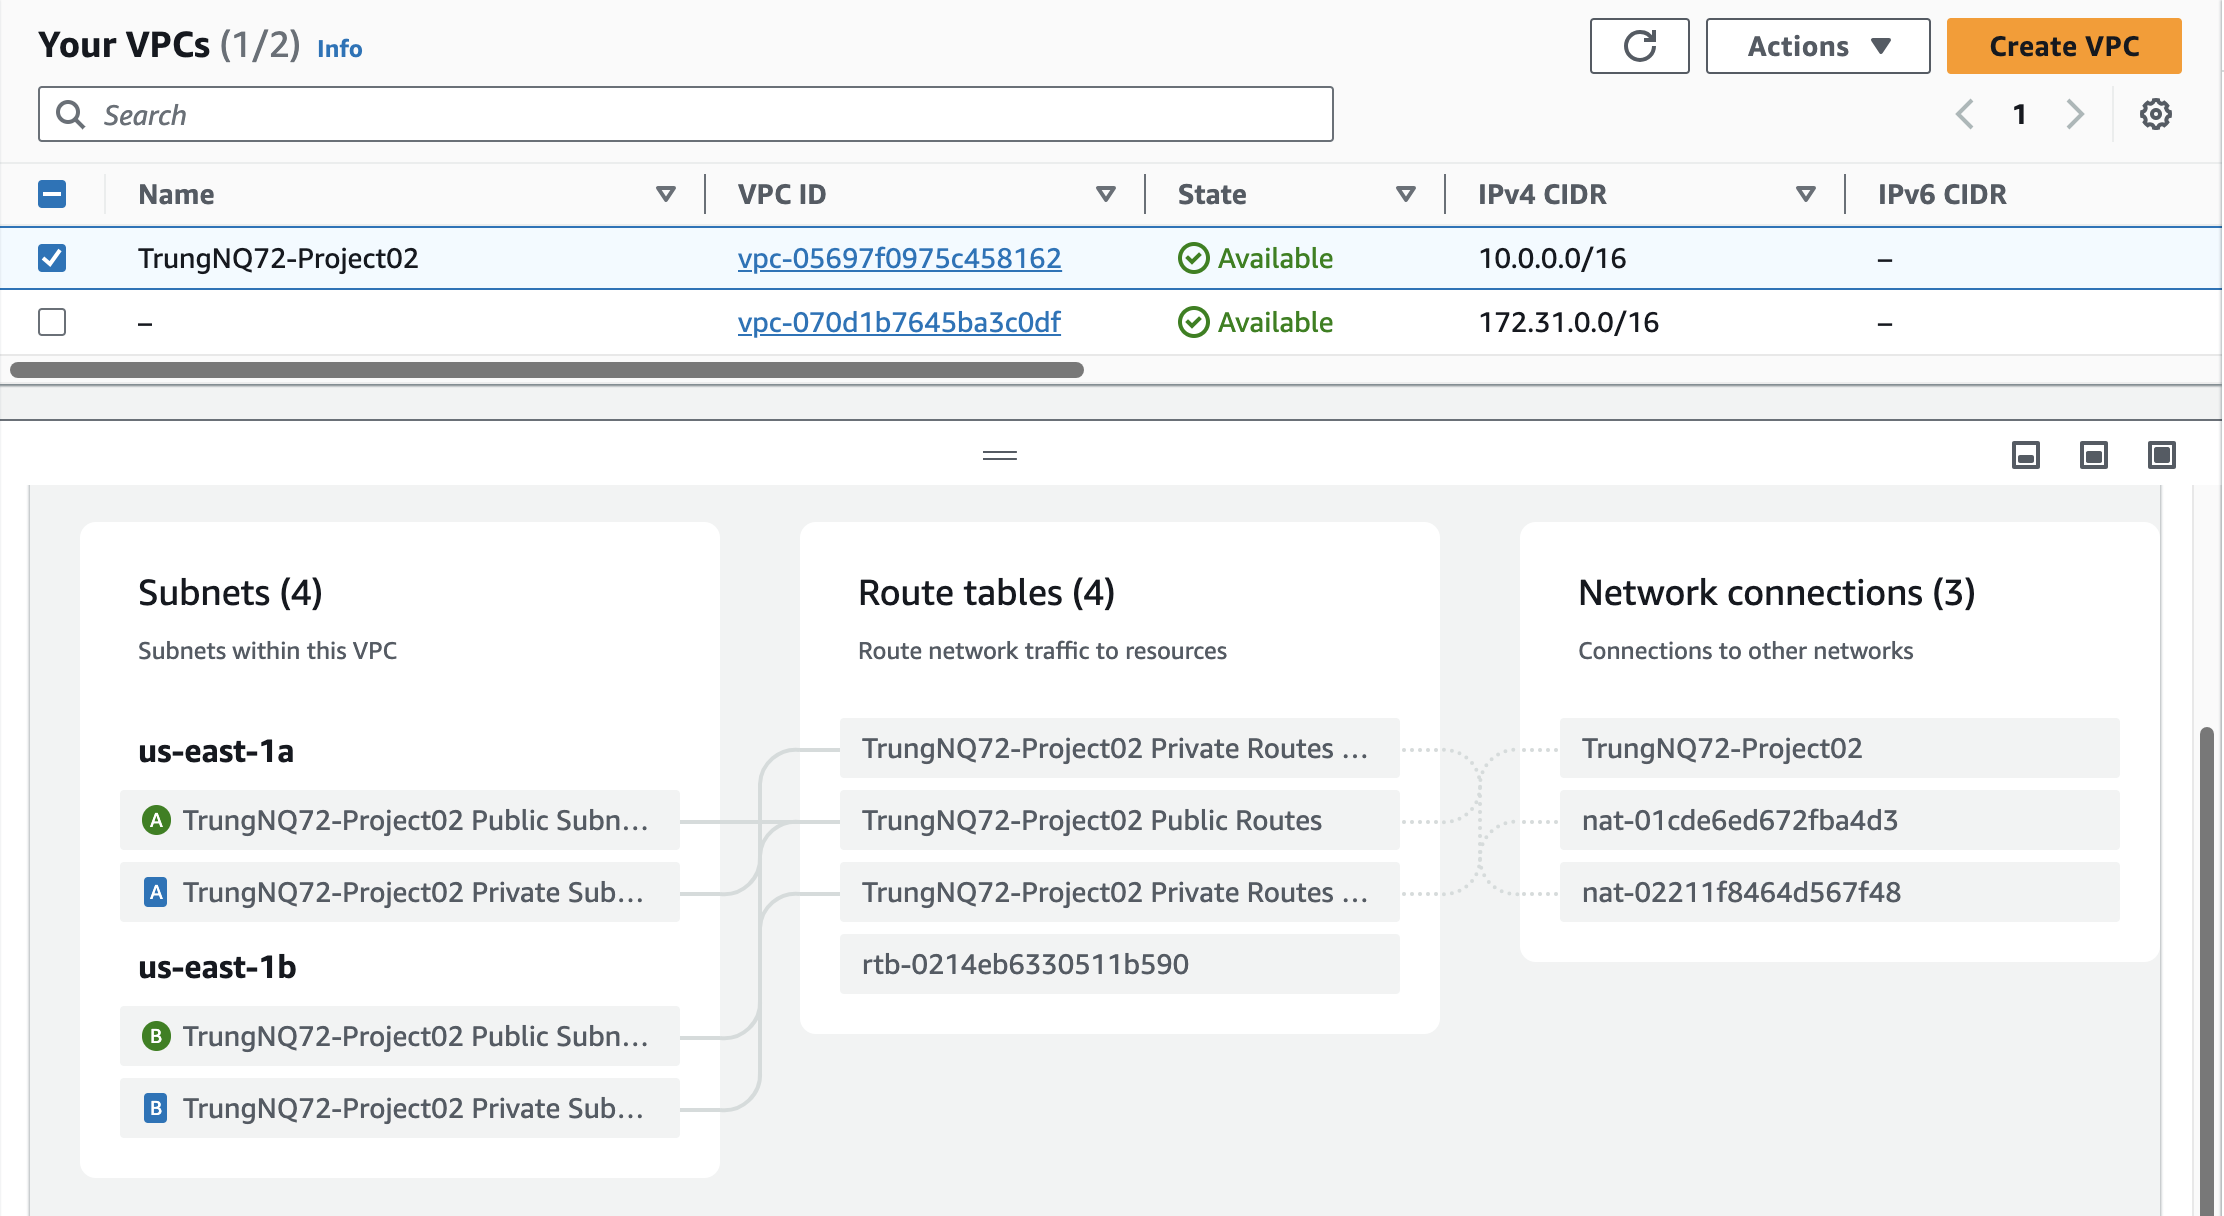 Your VPCs (1/2) Info
Actions
Create VPC
Search
1
Name VPC ID State IPv4 CIDR IPv6 CIDR
TrungNQ72-Project02 vpc-05697f0975c458162 Available 10.0.0.0/16 –
– vpc-070d1b7645ba3c0df Available 172.31.0.0/16 –
Subnets (4)
Subnets within this VPC
us-east-1a
A TrungNQ72-Project02 Public Subn...
A TrungNQ72-Project02 Private Sub...
us-east-1b
B TrungNQ72-Project02 Public Subn...
B TrungNQ72-Project02 Private Sub...
Route tables (4)
Route network traffic to resources
TrungNQ72-Project02 Private Routes ...
TrungNQ72-Project02 Public Routes
TrungNQ72-Project02 Private Routes ...
rtb-0214eb6330511b590
Network connections (3)
Connections to other networks
TrungNQ72-Project02
nat-01cde6ed672fba4d3
nat-02211f8464d567f48